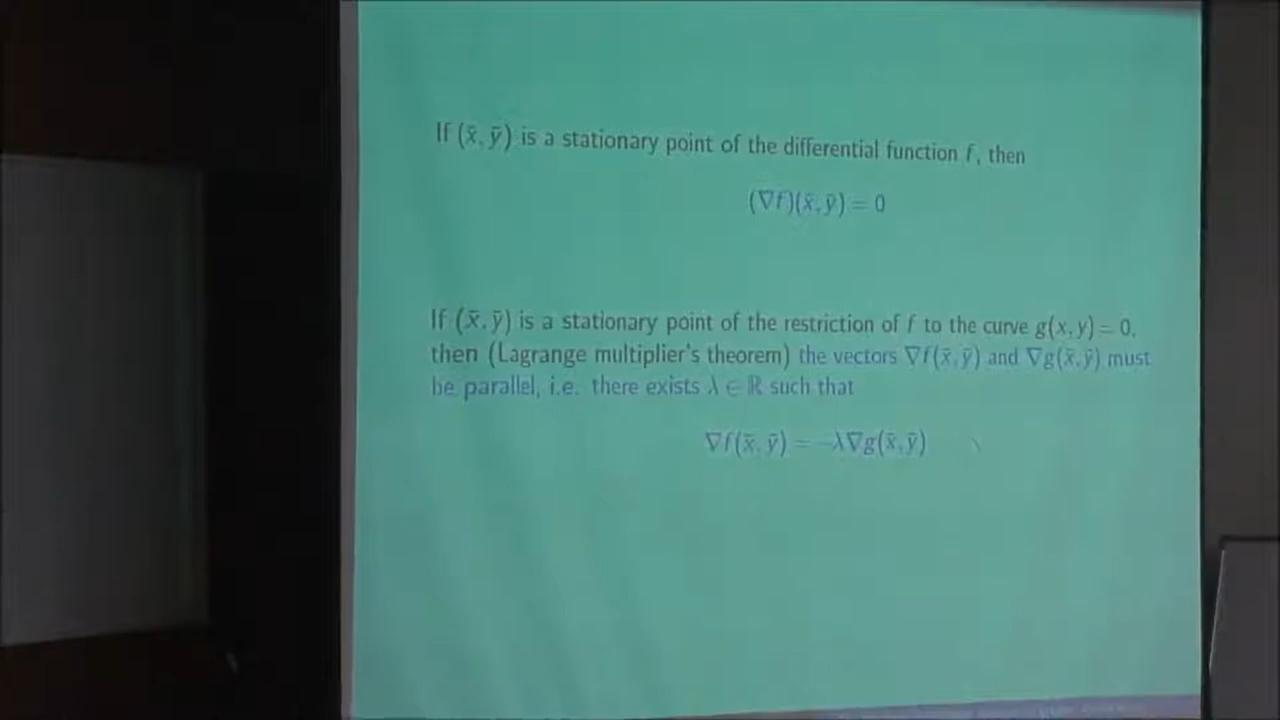 If (x̄, ȳ) is a stationary point of the differential function f, then
(∇f)(x̄, ȳ) = 0
If (x̄, ȳ) is a stationary point of the restriction of f to the curve g(x, y) = 0,
then (Lagrange multiplier's theorem) the vectors ∇f(x̄, ȳ) and ∇g(x̄, ȳ) must
be parallel, i.e. there exists λ ∈ ℝ such that
∇f(x̄, ȳ) = −λ∇g(x̄, ȳ)